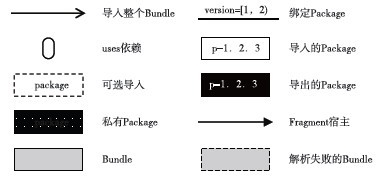 导入整个Bundle
version=[1, 2)
绑定Package
uses依赖
p-1. 2. 3
导入的Package
package
可选导入
p-1. 2. 3
导出的Package
私有Package
Fragment宿主
Bundle
解析失败的Bundle